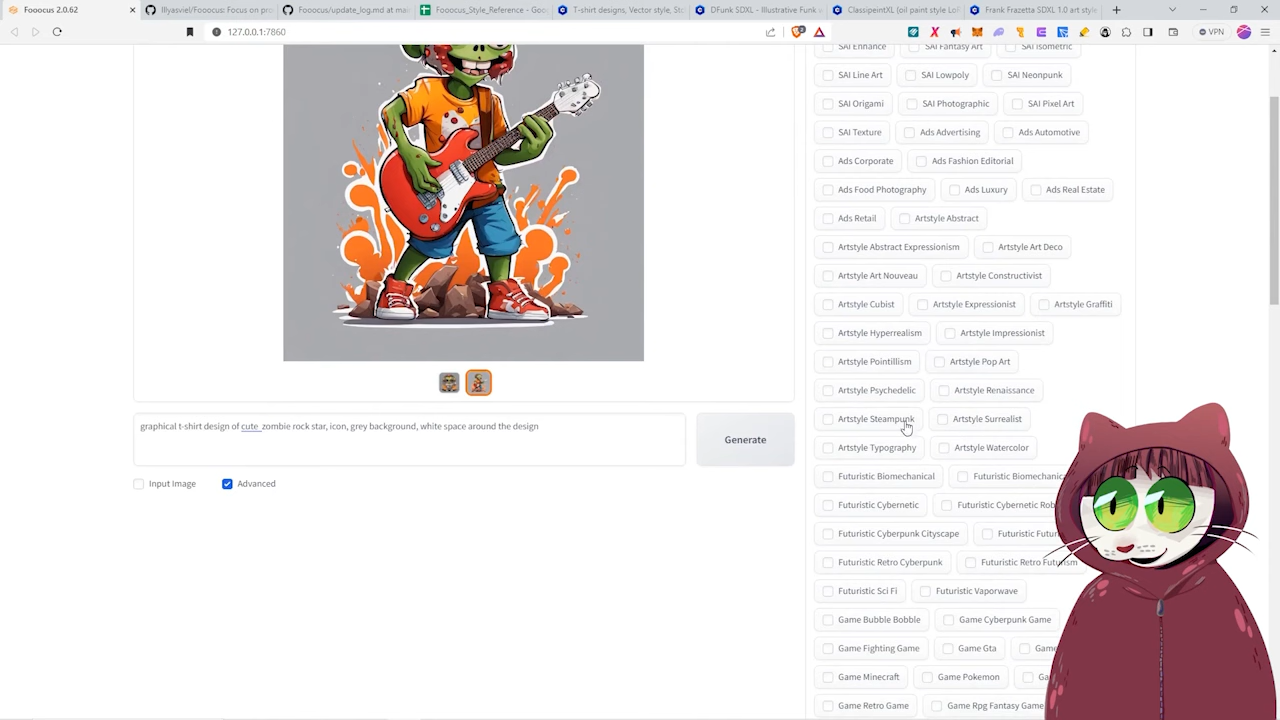 Fooocus 2.0.62
lllyasviel/Fooocus: Focus on pro
Fooocus/update_log.md at mai
Fooocus_Style_Reference - Goo
T-shirt designs, Vector style, Sto
DFunk SDXL - Illustrative Funk v
ClassipeintXL (oil paint style LoR
Frank Frazetta SDXL 1.0 art style
127.0.0.1:7860
VPN
SAI Enhance SAI Fantasy Art SAI Isometric
SAI Line Art SAI Lowpoly SAI Neonpunk
SAI Origami SAI Photographic SAI Pixel Art
SAI Texture Ads Advertising Ads Automotive
Ads Corporate Ads Fashion Editorial
Ads Food Photography Ads Luxury Ads Real Estate
Ads Retail Artstyle Abstract
Artstyle Abstract Expressionism Artstyle Art Deco
Artstyle Art Nouveau Artstyle Constructivist
Artstyle Cubist Artstyle Expressionist Artstyle Graffiti
Artstyle Hyperrealism Artstyle Impressionist
Artstyle Pointillism Artstyle Pop Art
Artstyle Psychedelic Artstyle Renaissance
Artstyle Steampunk Artstyle Surrealist
Artstyle Typography Artstyle Watercolor
Futuristic Biomechanical Futuristic Biomechanic
Futuristic Cybernetic Futuristic Cybernetic Rob
Futuristic Cyberpunk Cityscape Futuristic Futu
Futuristic Retro Cyberpunk Futuristic Retro Futurism
Futuristic Sci Fi Futuristic Vaporwave
Game Bubble Bobble Game Cyberpunk Game
Game Fighting Game Game Gta Game
Game Minecraft Game Pokemon Ga
Game Retro Game Game Rpg Fantasy Game
graphical t-shirt design of cute_zombie rock star, icon, grey background, white space around the design
Generate
Input Image Advanced